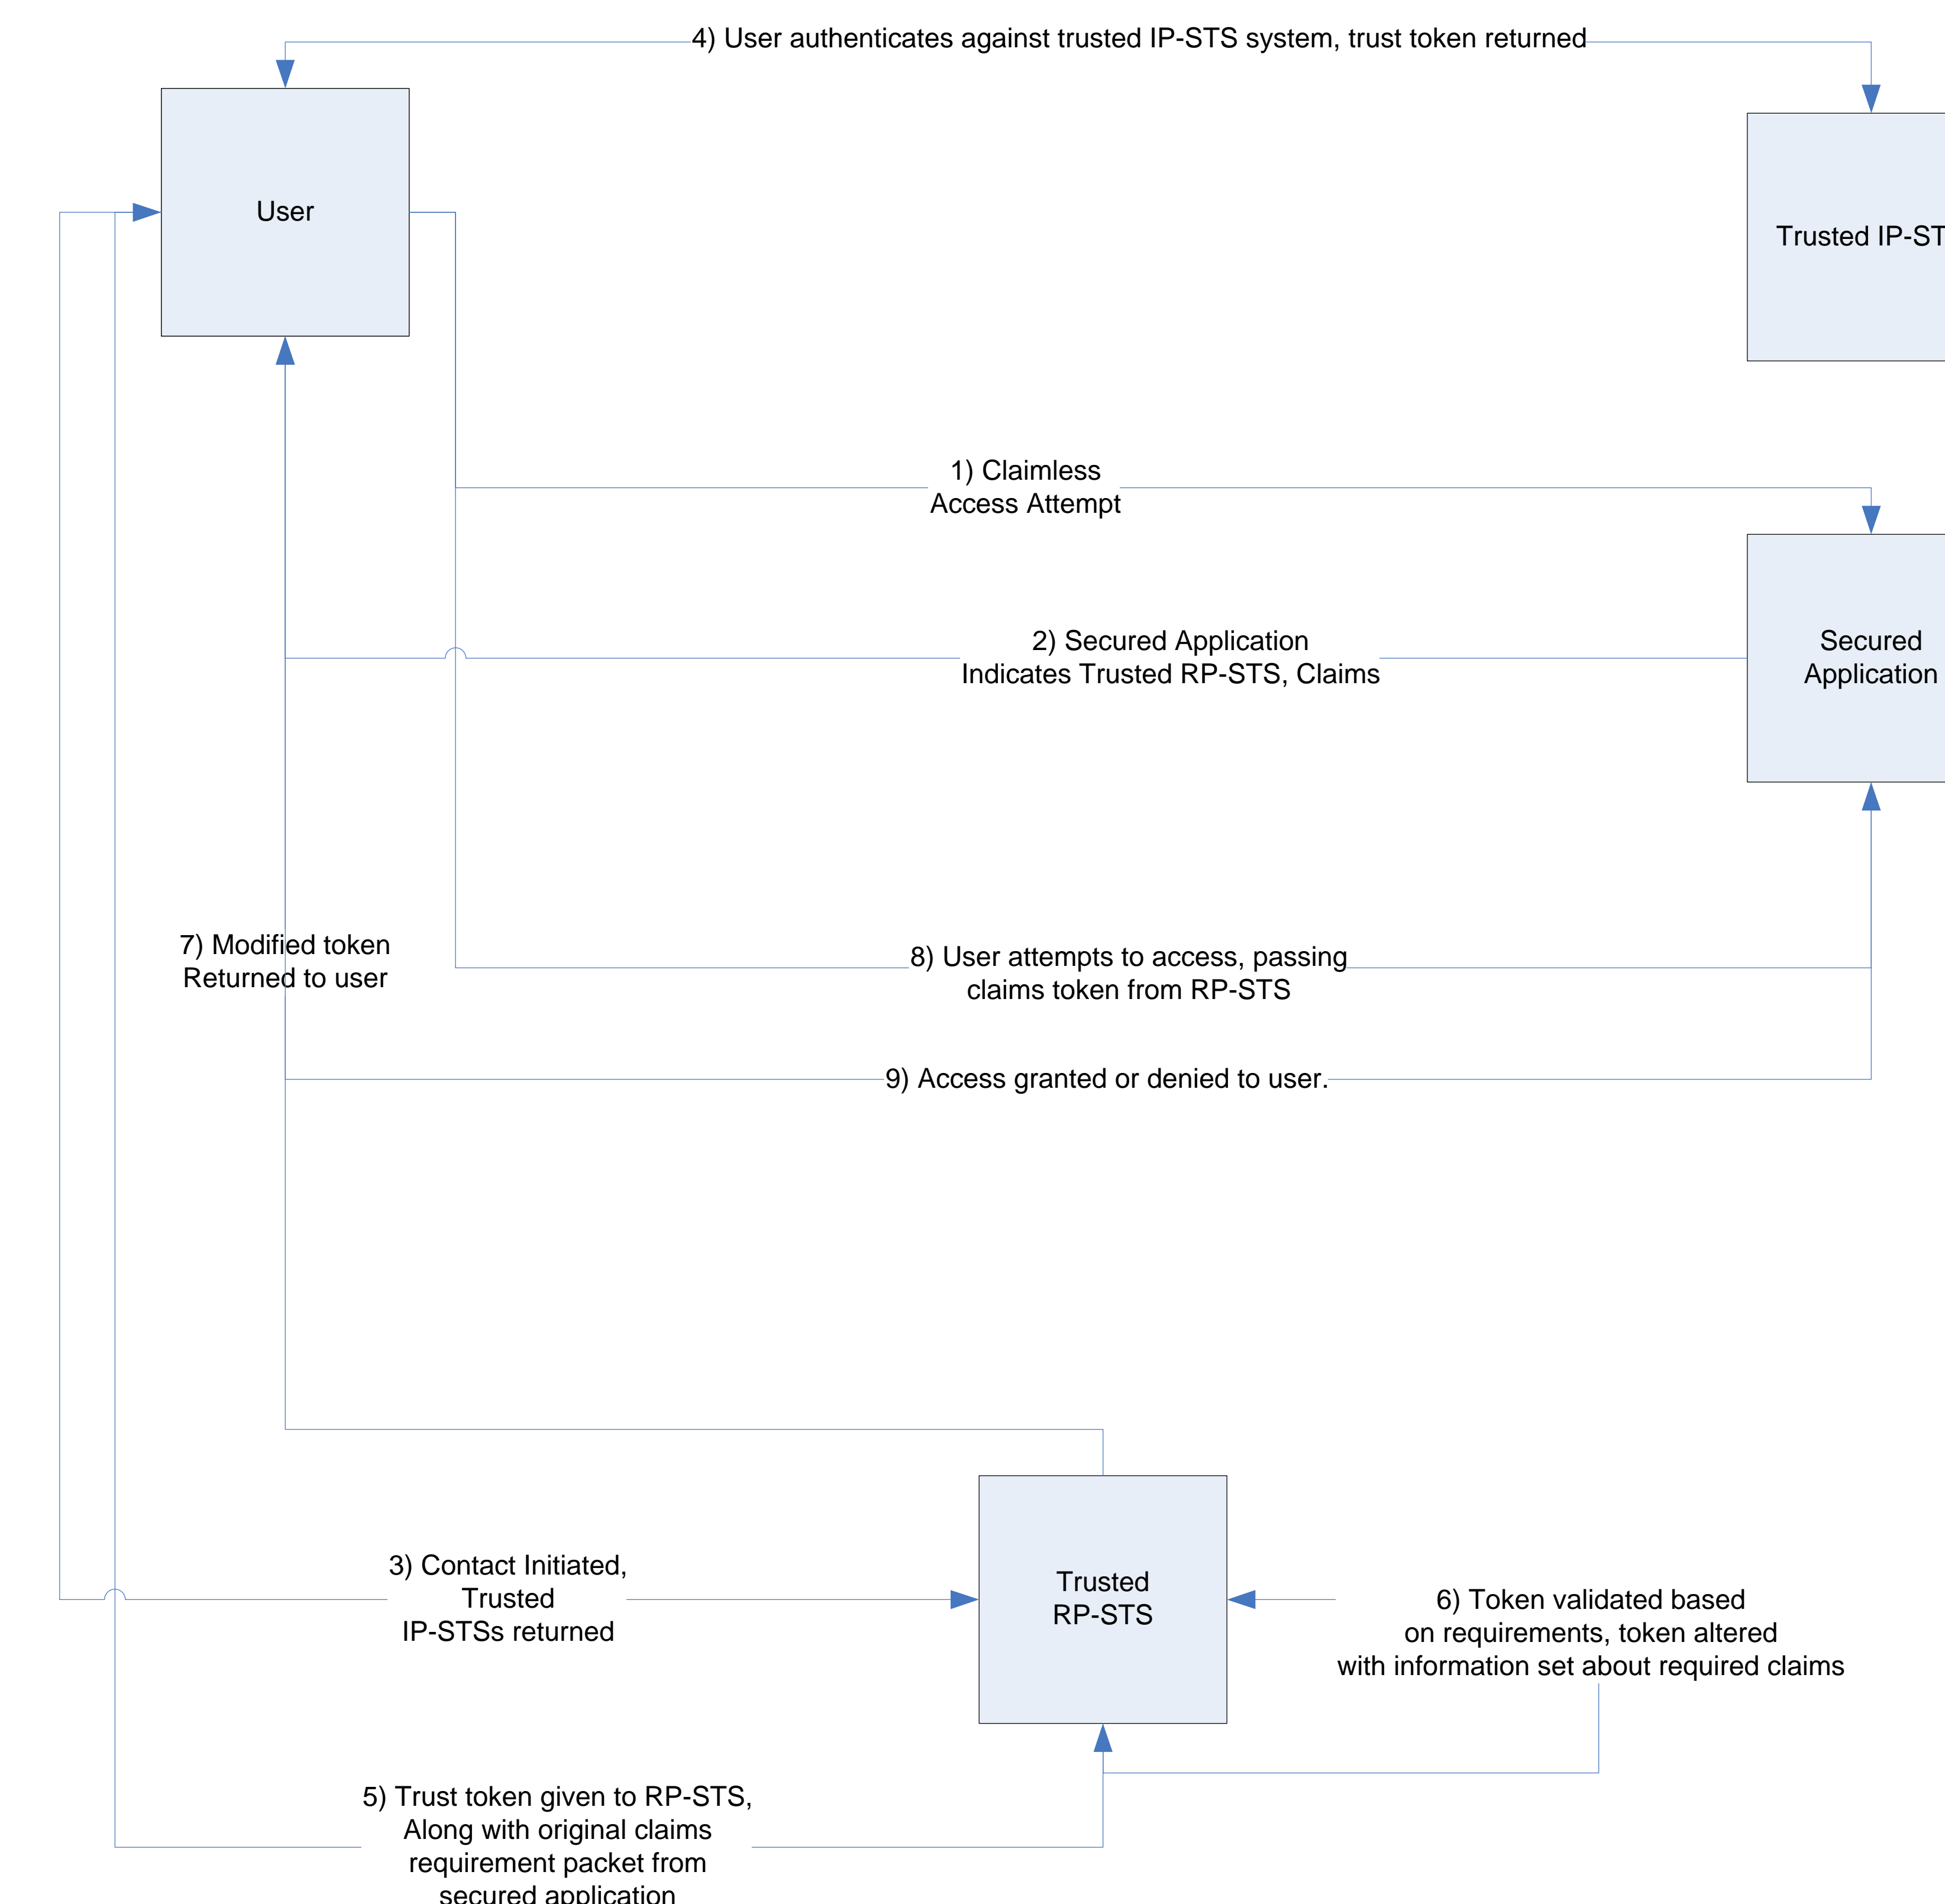 4) User authenticates against trusted IP-STS system, trust token returned
User
Trusted IP-ST
1) Claimless
Access Attempt
2) Secured Application
Indicates Trusted RP-STS, Claims
Secured
Application
7) Modified token
Returned to user
8) User attempts to access, passing
claims token from RP-STS
9) Access granted or denied to user.
3) Contact Initiated,
Trusted
IP-STSs returned
Trusted
RP-STS
6) Token validated based
on requirements, token altered
with information set about required claims
5) Trust token given to RP-STS,
Along with original claims
requirement packet from
secured application